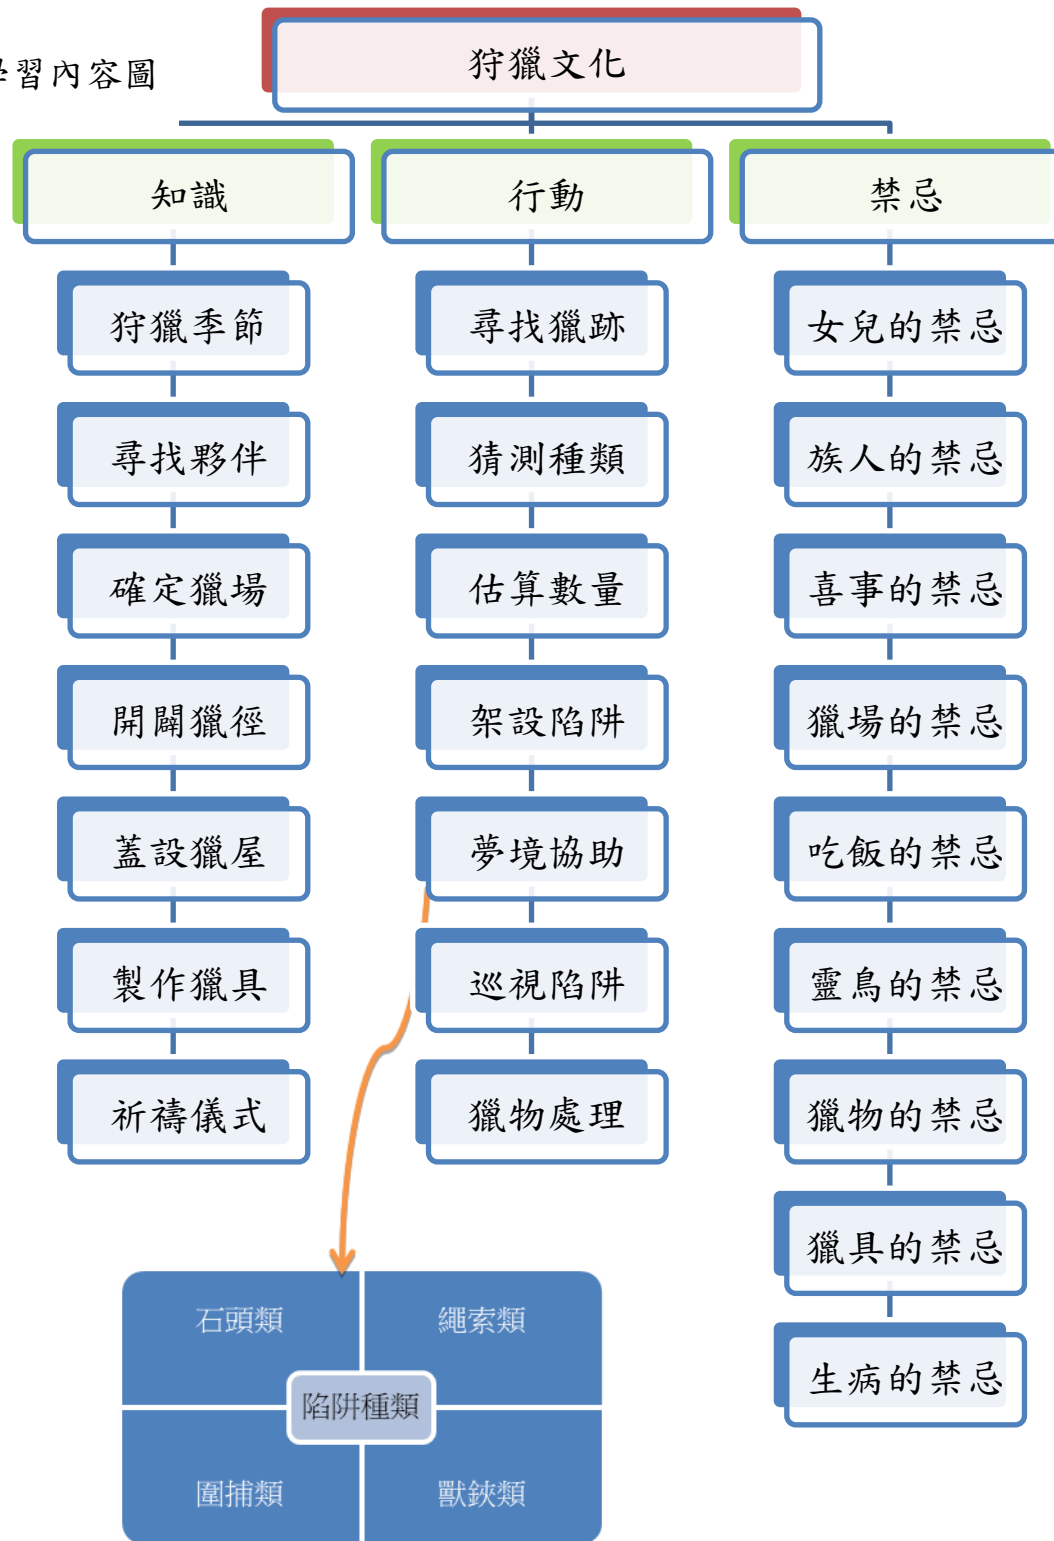 狩獵文化
學習內容圖
知識
狩獵季節
尋找夥伴
確定獵場
開闢獵徑
蓋設獵屋
製作獵具
祈禱儀式
行動
尋找獵跡
猜測種類
估算數量
架設陷阱
夢境協助
巡視陷阱
獵物處理
禁忌
女兒的禁忌
族人的禁忌
喜事的禁忌
獵場的禁忌
吃飯的禁忌
靈鳥的禁忌
獵物的禁忌
獵具的禁忌
生病的禁忌
石頭類
繩索類
陷阱種類
圍捕類
獸鋏類